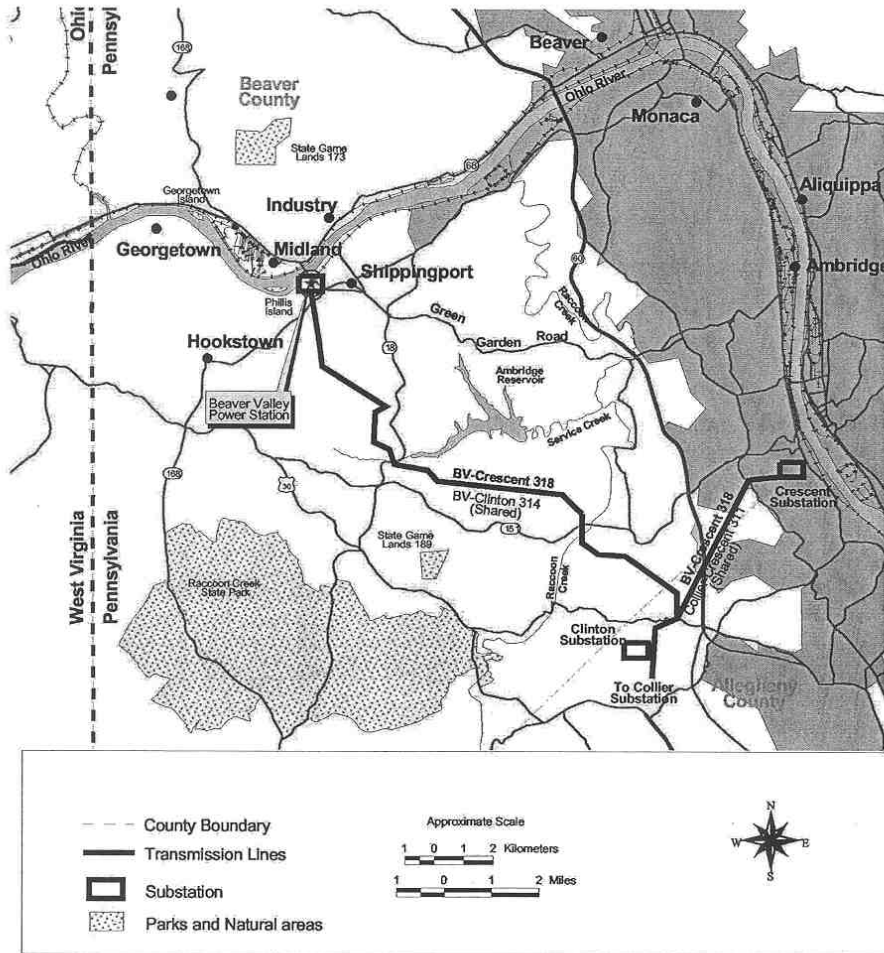 Ohio
Pennsylvania
168
Beaver
County
State Game
Lands 173
Beaver
Ohio River
Monaca
68
Georgetown
Island
Industry
Aliquippa
Georgetown
Midland
Ohio River
60
Ambridge
Shippingport
Phillis
Island
Raccoon
Creek
Green
Garden Road
18
Hookstown
Ambridge
Reservoir
Beaver Valley
Power Station
Service Creek
168
30
BV-Crescent 318
BV-Clinton 314
(Shared)
151
Crescent
Substation
BV-Crescent 318
Collier-Crescent 317
(Shared)
West Virginia
Pennsylvania
State Game
Lands 189
Raccoon
Creek
Raccoon Creek
State Park
Clinton
Substation
To Collier
Substation
Allegheny
County
County Boundary
Transmission Lines
Substation
Parks and Natural areas
Approximate Scale
1 0 1 2 Kilometers
1 0 1 2 Miles
N
W E
S